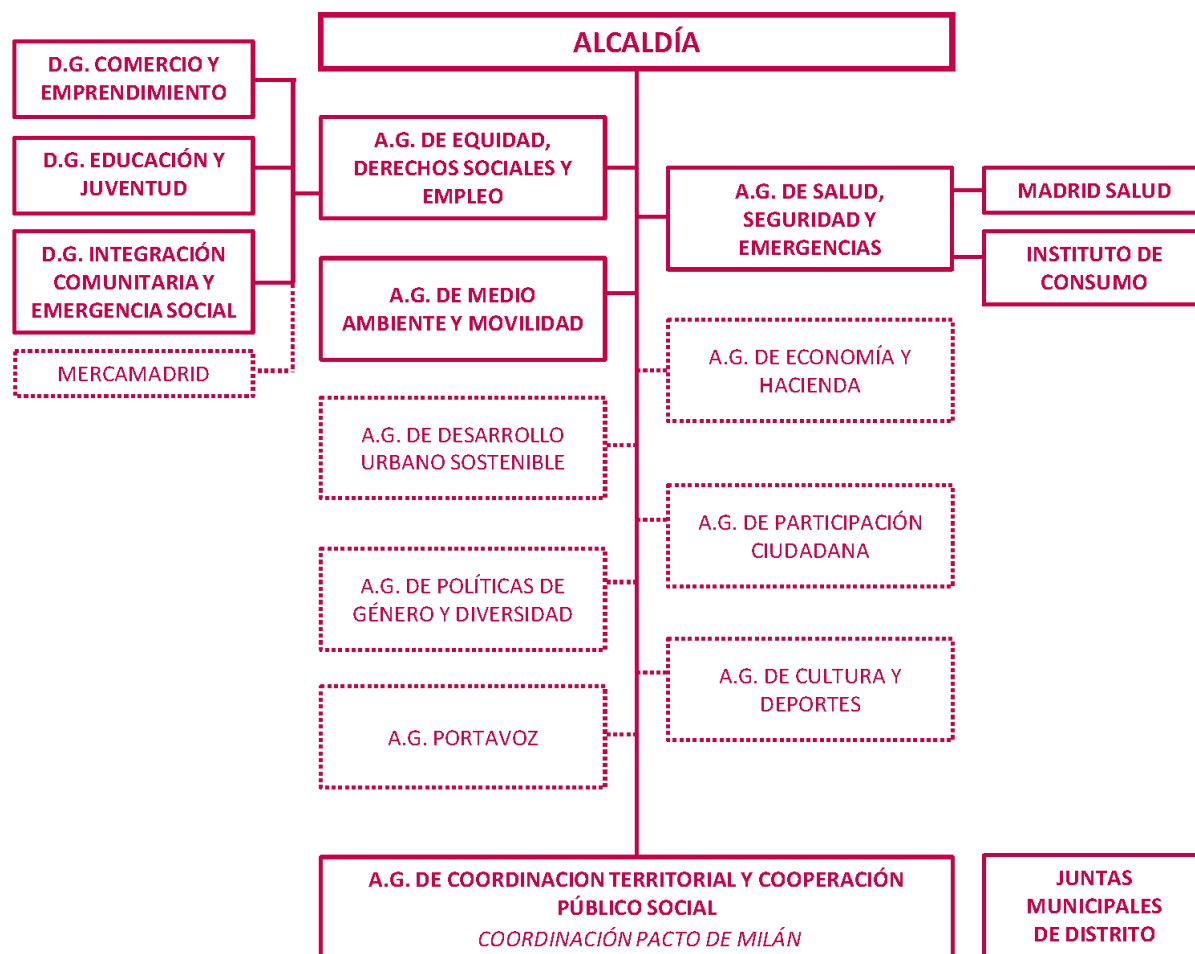 ALCALDÍA
D.G. COMERCIO Y
EMPRENDIMIENTO
D.G. EDUCACIÓN Y
JUVENTUD
D.G. INTEGRACIÓN
COMUNITARIA Y
EMERGENCIA SOCIAL
MERCAMADRID
A.G. DE EQUIDAD,
DERECHOS SOCIALES Y
EMPLEO
A.G. DE MEDIO
AMBIENTE Y MOVILIDAD
A.G. DE DESARROLLO
URBANO SOSTENIBLE
A.G. DE POLÍTICAS DE
GÉNERO Y DIVERSIDAD
A.G. PORTAVOZ
A.G. DE SALUD,
SEGURIDAD Y
EMERGENCIAS
MADRID SALUD
INSTITUTO DE
CONSUMO
A.G. DE ECONOMÍA Y
HACIENDA
A.G. DE PARTICIPACIÓN
CIUDADANA
A.G. DE CULTURA Y
DEPORTES
A.G. DE COORDINACION TERRITORIAL Y COOPERACIÓN
PÚBLICO SOCIAL
COORDINACIÓN PACTO DE MILÁN
JUNTAS
MUNICIPALES
DE DISTRITO